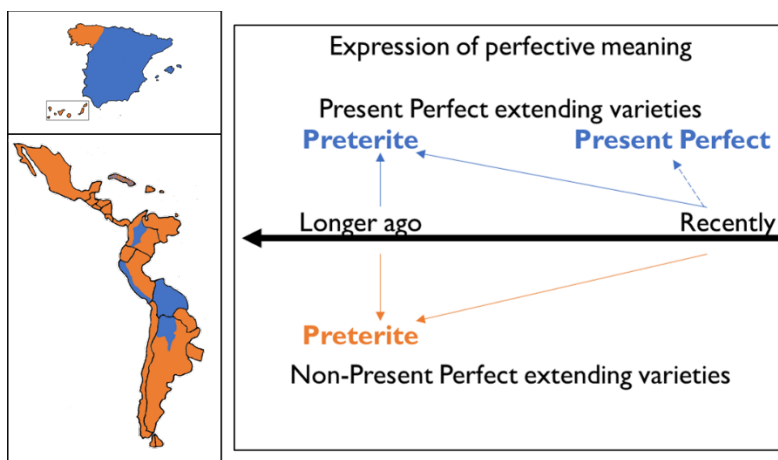 Expression of perfective meaning
Present Perfect extending varieties
Preterite Present Perfect
Longer ago Recently
Preterite
Non-Present Perfect extending varieties